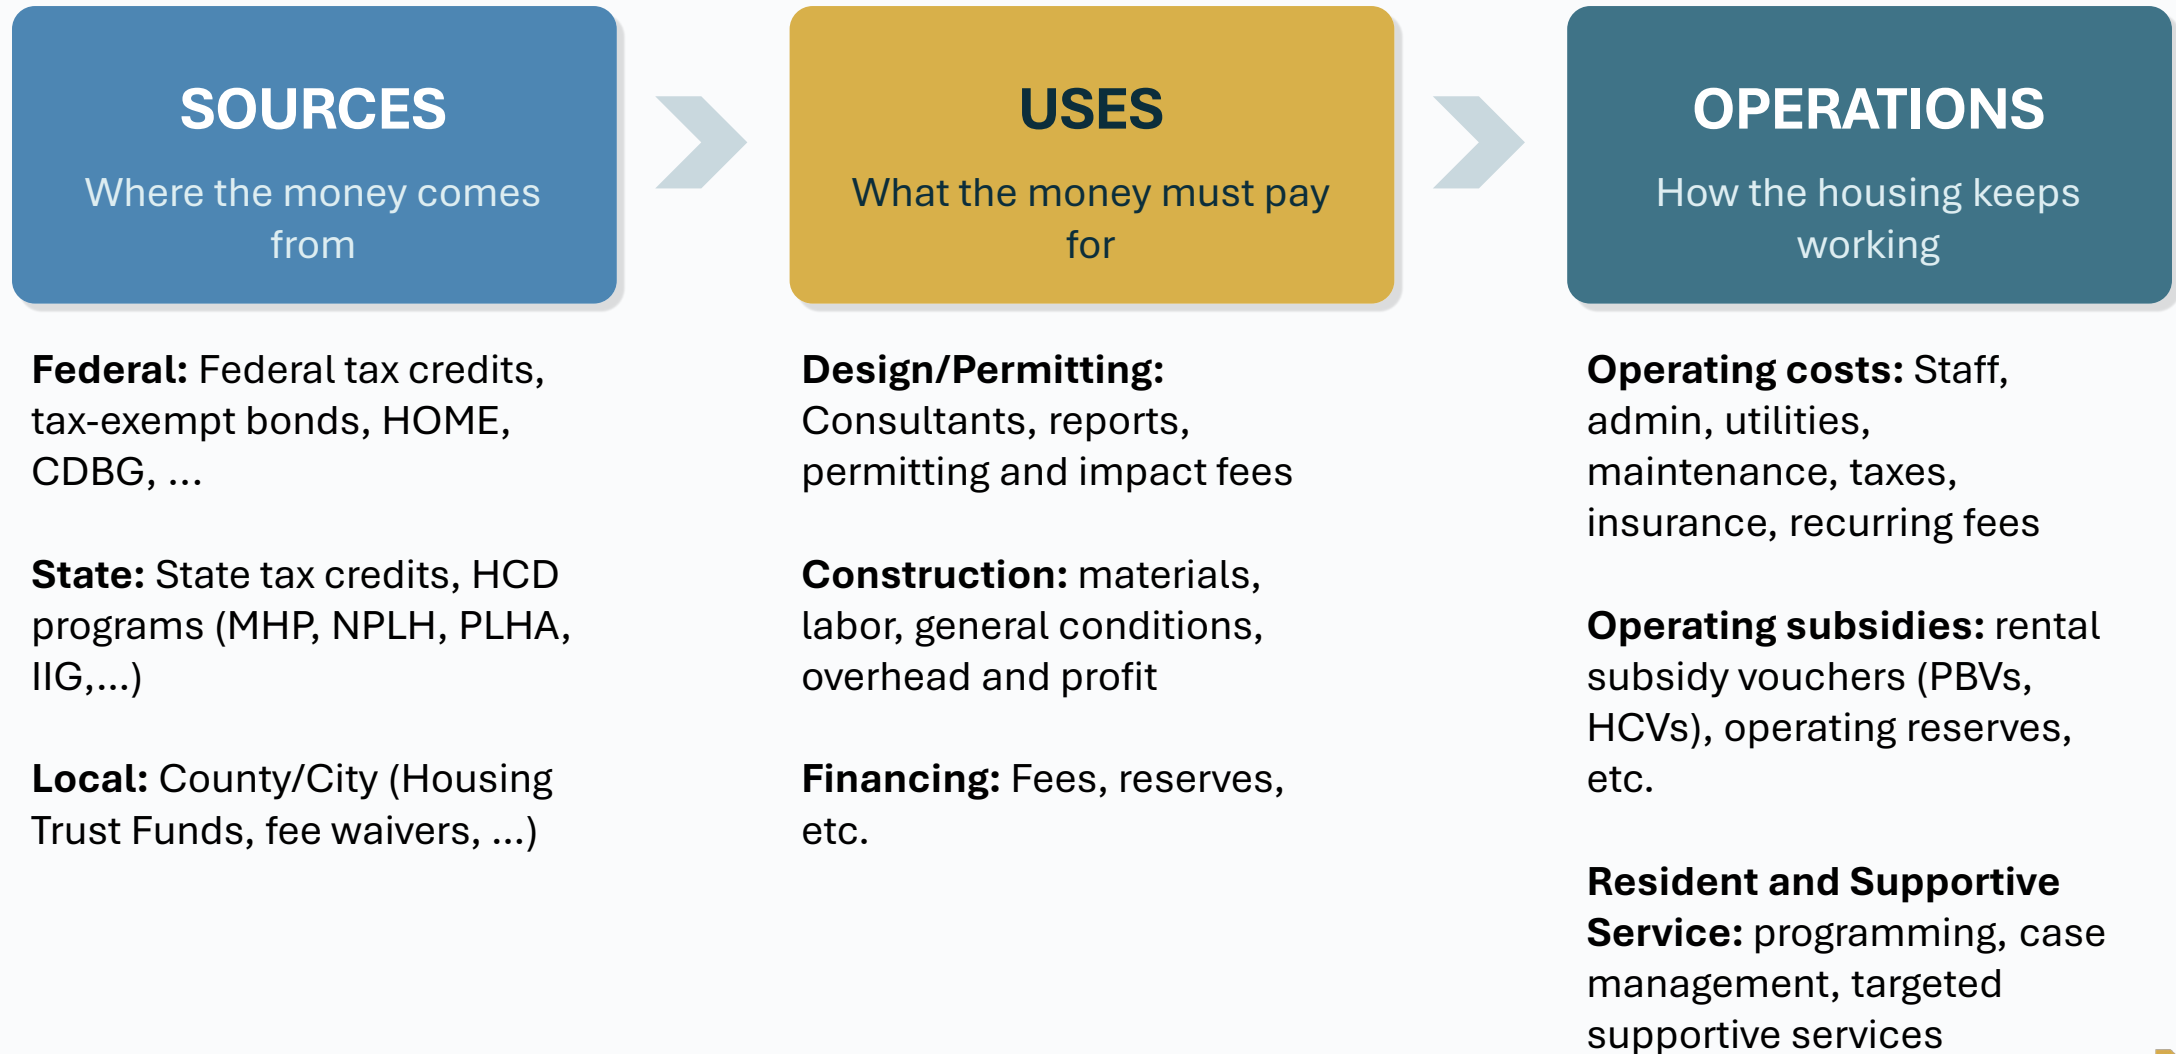 SOURCES
Where the money comes
from
Federal: Federal tax credits,
tax-exempt bonds, HOME,
CDBG, ...
State: State tax credits, HCD
programs (MHP, NPLH, PLHA,
IIG,...)
Local: County/City (Housing
Trust Funds, fee waivers, ...)
USES
What the money must pay
for
Design/Permitting:
Consultants, reports,
permitting and impact fees
Construction: materials,
labor, general conditions,
overhead and profit
Financing: Fees, reserves,
etc.
OPERATIONS
How the housing keeps
working
Operating costs: Staff,
admin, utilities,
maintenance, taxes,
insurance, recurring fees
Operating subsidies: rental
subsidy vouchers (PBVs,
HCVs), operating reserves,
etc.
Resident and Supportive
Service: programming, case
management, targeted
supportive services